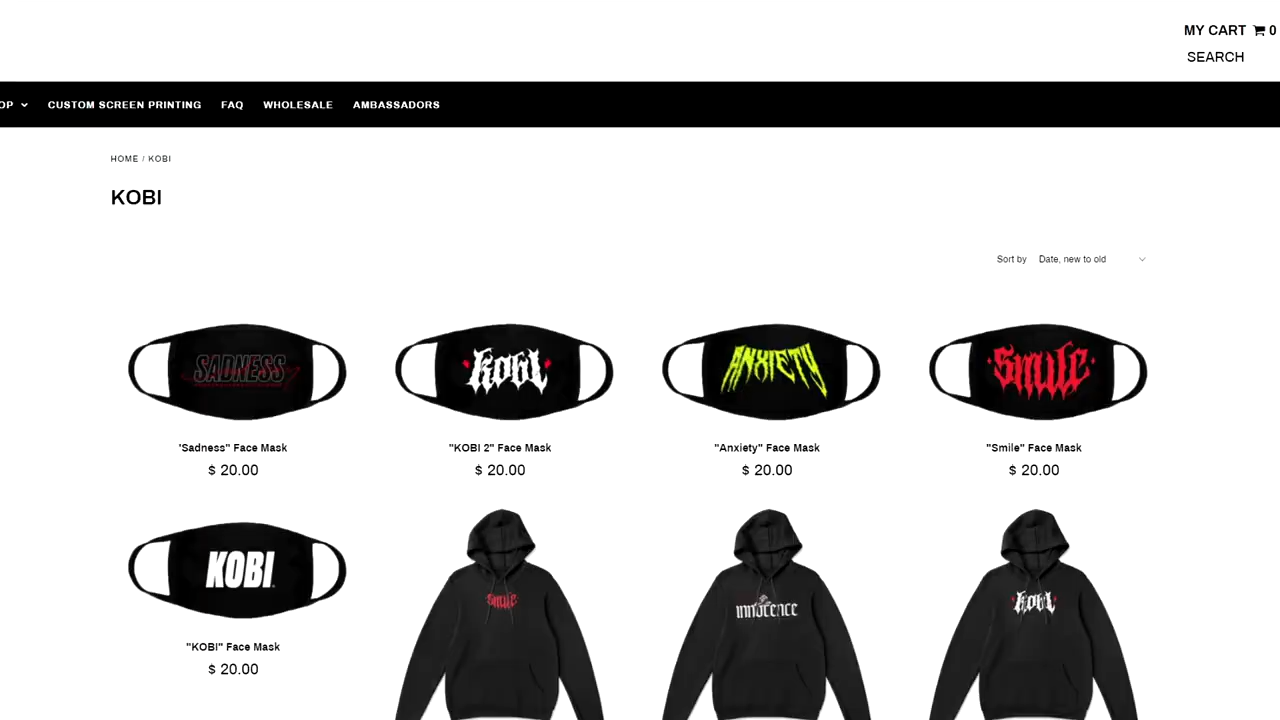 MY CART 0
SEARCH
OP
CUSTOM SCREEN PRINTING
FAQ
WHOLESALE
AMBASSADORS
HOME / KOBI
KOBI
Sort by Date, new to old
SADNESS
kobi
ANXIETY
Smile
'Sadness" Face Mask
"KOBI 2" Face Mask
"Anxiety" Face Mask
"Smile" Face Mask
$ 20.00
$ 20.00
$ 20.00
$ 20.00
KOBI
smile
innocence
kobi
"KOBI" Face Mask
$ 20.00